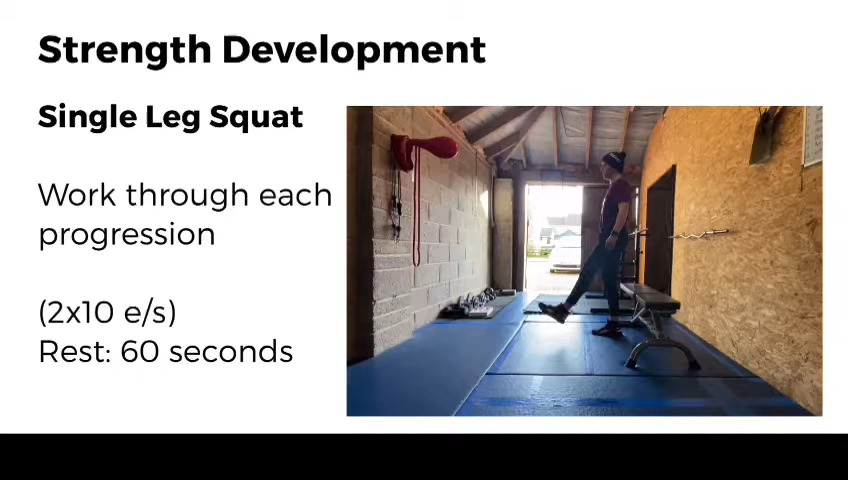 Strength Development
Single Leg Squat
Work through each
progression
(2x10 e/s)
Rest: 60 seconds